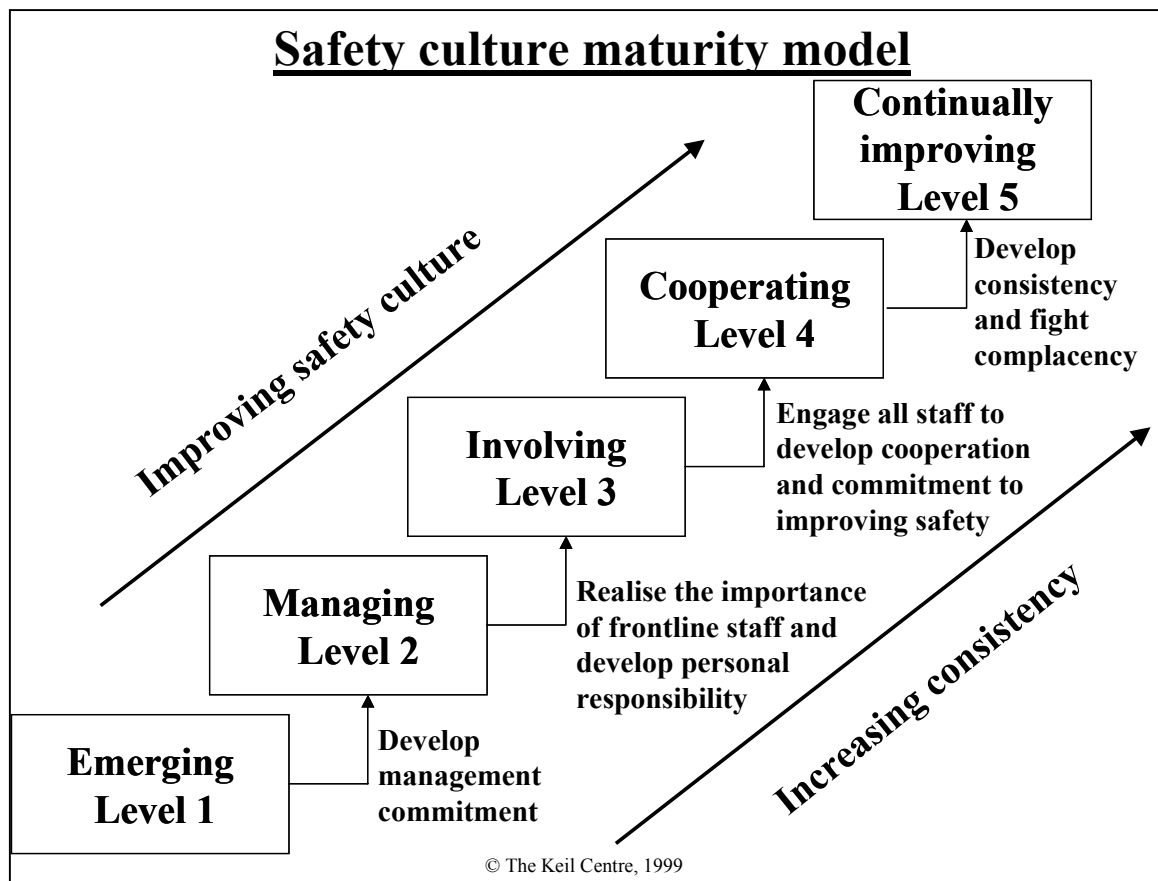 Safety culture maturity model
Continually
improving
Level 5
Improving safety culture
Develop
consistency
and fight
complacency
Cooperating
Level 4
Engage all staff to
develop cooperation
and commitment to
improving safety
Involving
Level 3
Realise the importance
of frontline staff and
develop personal
responsibility
Managing
Level 2
Increasing consistency
Develop
management
commitment
Emerging
Level 1
© The Keil Centre, 1999